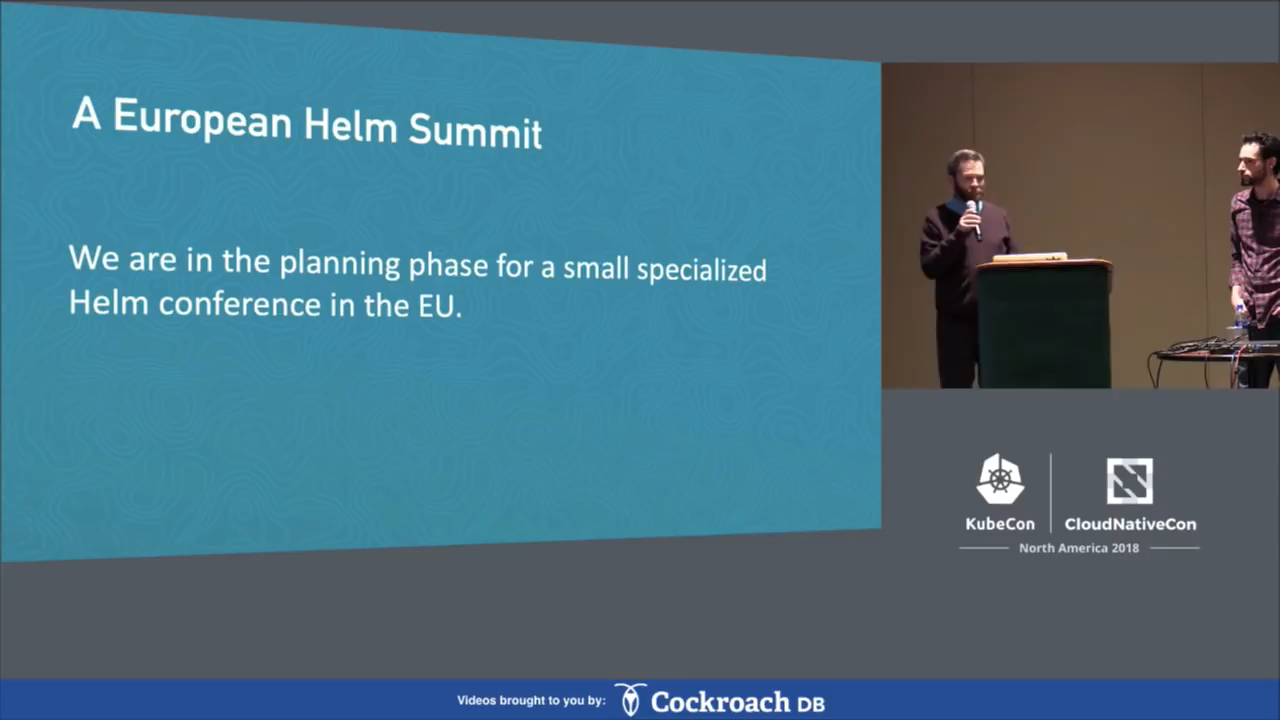 A European Helm Summit
We are in the planning phase for a small specialized
Helm conference in the EU.
KubeCon
CloudNativeCon
North America 2018
Videos brought to you by:
Cockroach DB